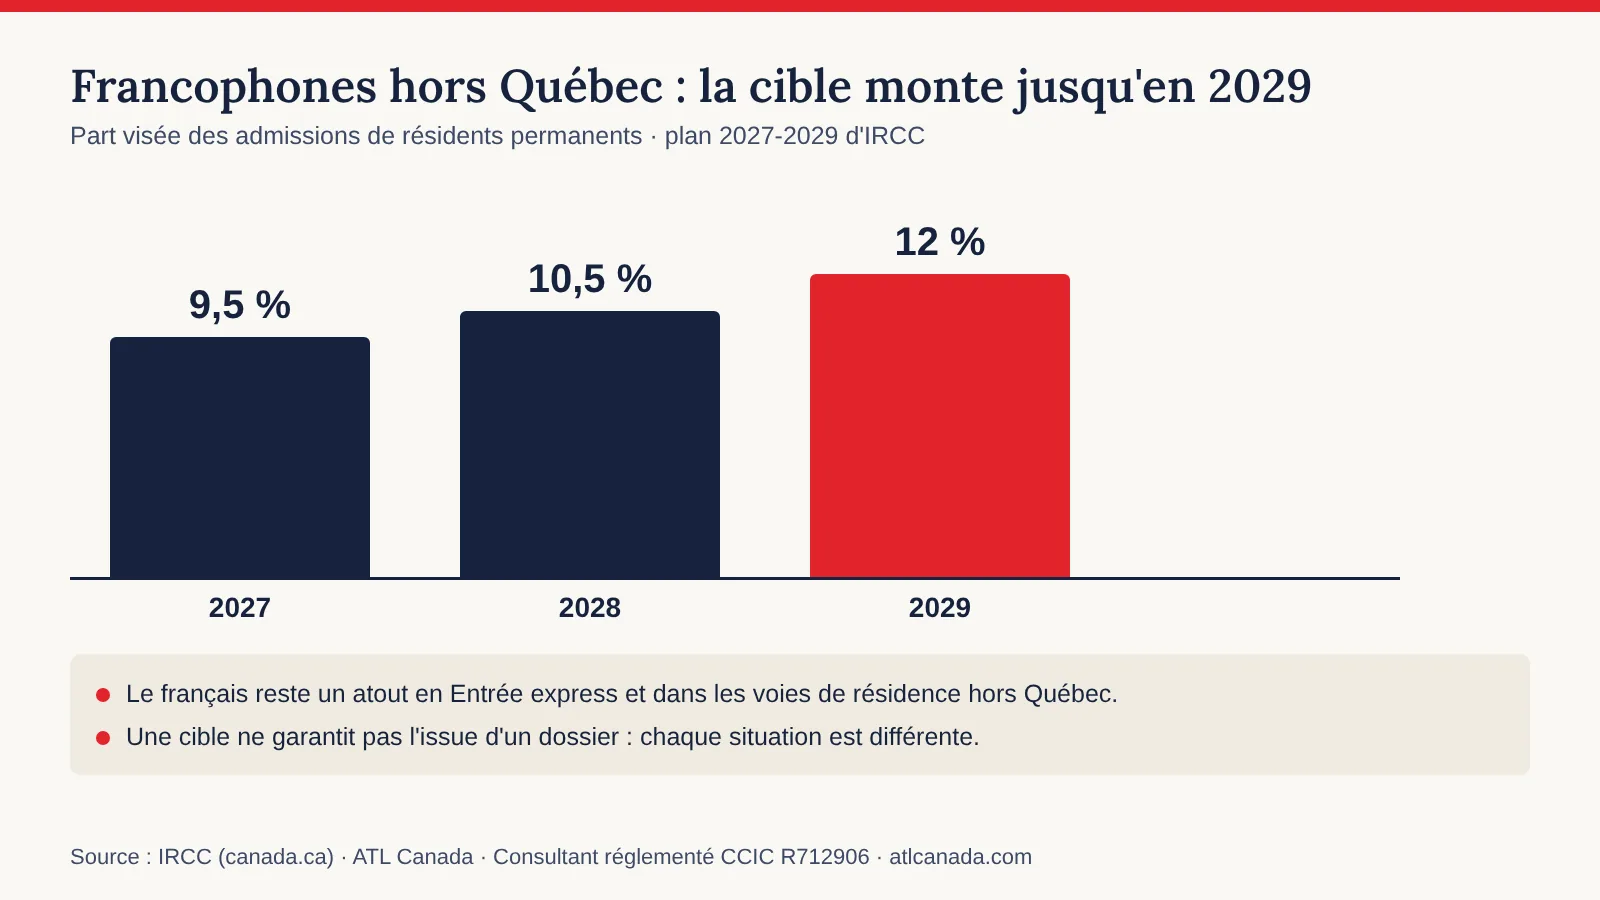 Francophones hors Québec : la cible monte jusqu'en 2029
Part visée des admissions de résidents permanents · plan 2027-2029 d'IRCC
9,5 %
10,5 %
12 %
2027
2028
2029
Le français reste un atout en Entrée express et dans les voies de résidence hors Québec.
Une cible ne garantit pas l'issue d'un dossier : chaque situation est différente.
Source : IRCC (canada.ca) · ATL Canada · Consultant réglementé CCIC R712906 · atlcanada.com